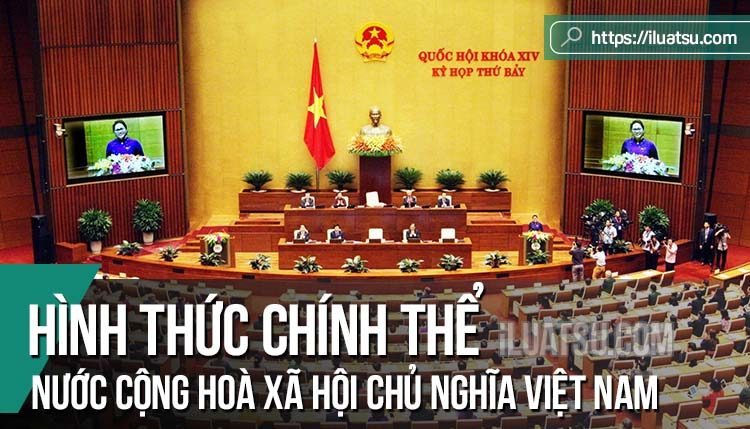 https://iluatsu.com
QUỐC HỘI KHÓA XIV
KỲ HỌP THỨ BẢY
HÌNH THỨC CHÍNH THỂ
ILUATSU.COM
NƯỚC CỘNG HOÀ XÃ HỘI CHỦ NGHĨA VIỆT NAM